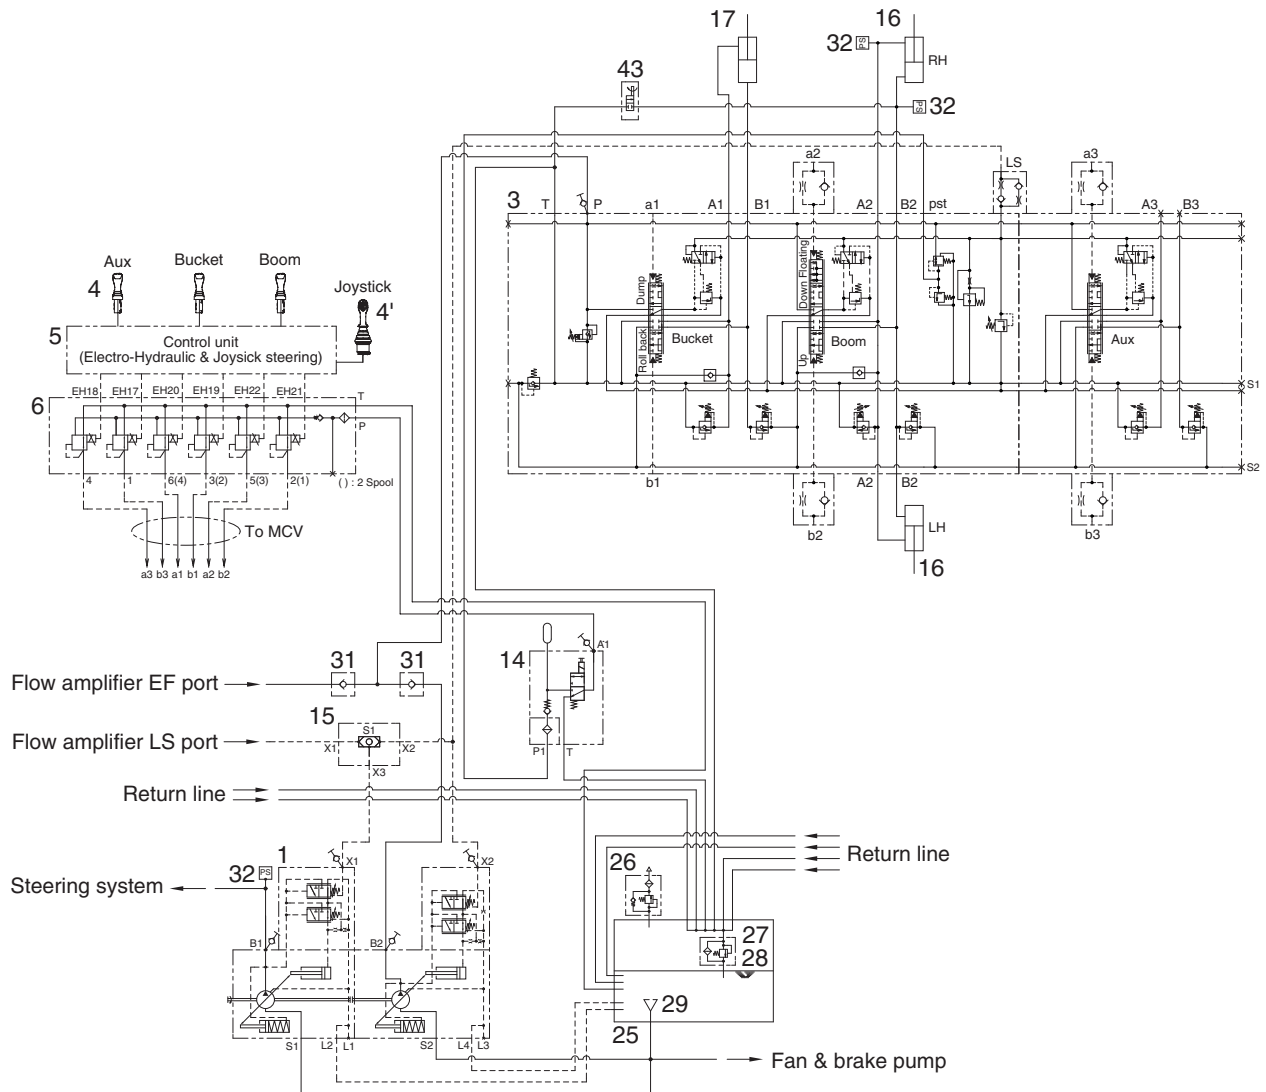 17
16
32 PS
RH
43
PS 32
a2
LS
a3
3
T
P
a1
A1
B1
A2
B2
pst
A3
B3
Aux
Bucket
Boom
4
Joystick
4'
Dump
Down Floating
5
Control unit
(Electro-Hydraulic & Joysick steering)
Bucket
Boom
Aux
Roll back
Up
EH18
EH17
EH20
EH19
EH22
EH21
T
S1
6
P
4
1
6(4)
3(2)
5(3)
2(1)
( ) : 2 Spool
S2
b1
A2
B2
To MCV
LH
b2
b3
16
a3 b3 a1 b1 a2 b2
31
31
14
A1
Flow amplifier EF port
15
S1
Flow amplifier LS port
X1
X2
P1
T
X3
Return line
Return line
1
X1
X2
26
32 PS
Steering system
B1
B2
27
28
29
S1
L2
L1
S2
L4
L3
25
Fan & brake pump